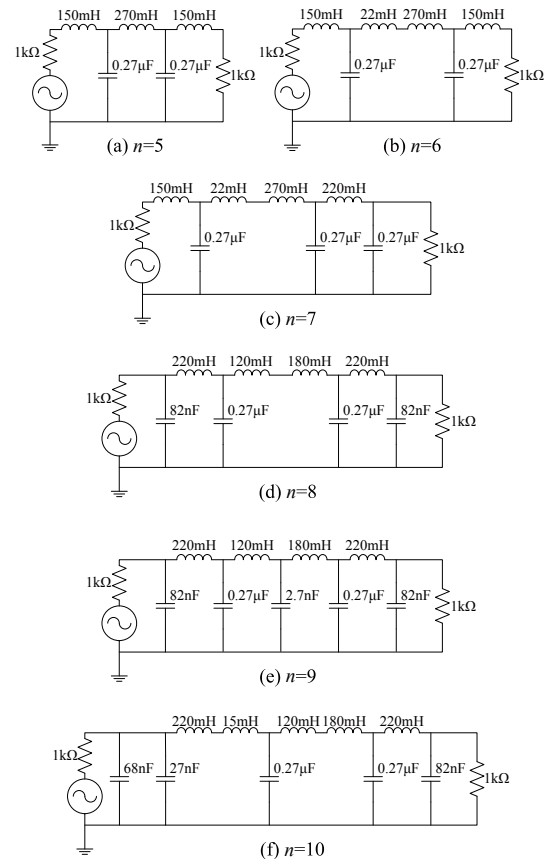 150mH 270mH 150mH
1kΩ 0.27μF 0.27μF 1kΩ
(a) n=5
150mH 22mH 270mH 150mH
1kΩ 0.27μF 0.27μF 1kΩ
(b) n=6
150mH 22mH 270mH 220mH
1kΩ 0.27μF 0.27μF 0.27μF 1kΩ
(c) n=7
220mH 120mH 180mH 220mH
1kΩ 82nF 0.27μF 0.27μF 82nF 1kΩ
(d) n=8
220mH 120mH 180mH 220mH
1kΩ 82nF 0.27μF 2.7nF 0.27μF 82nF 1kΩ
(e) n=9
220mH 15mH 120mH 180mH 220mH
1kΩ 68nF 27nF 0.27μF 0.27μF 82nF 1kΩ
(f) n=10